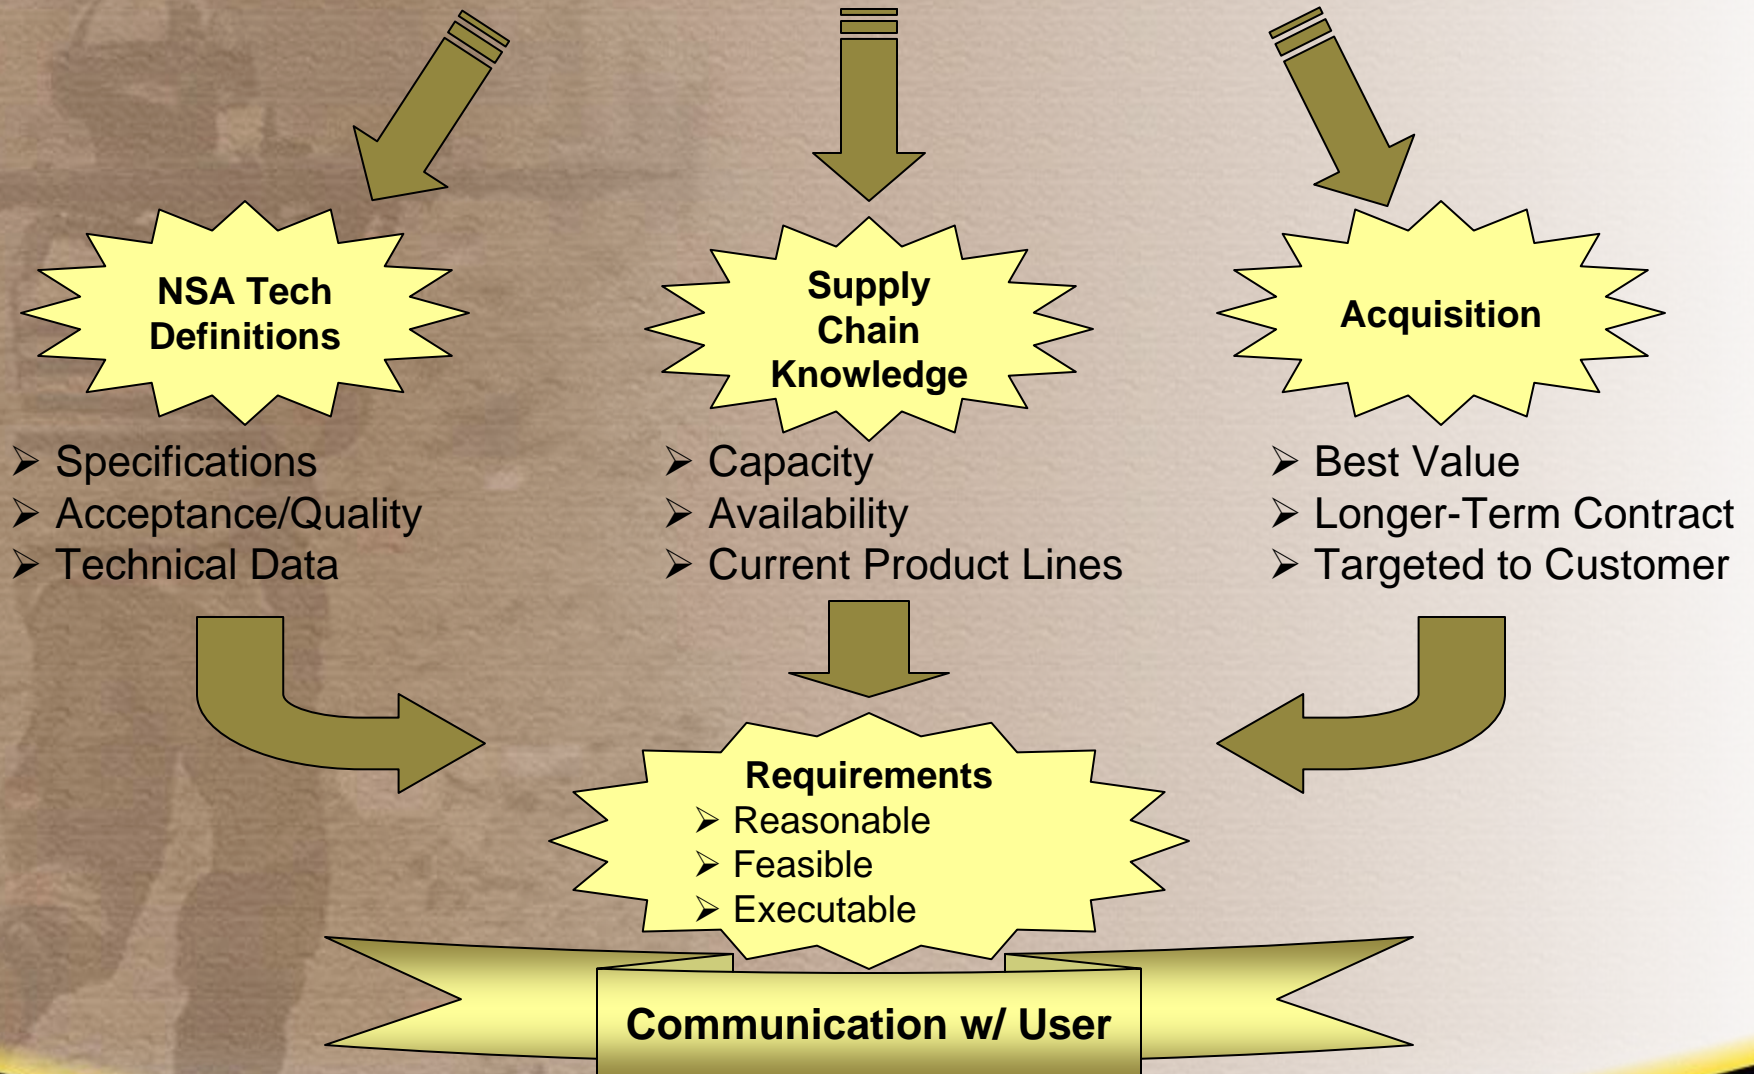 NSA Tech
Definitions
➢ Specifications
➢ Acceptance/Quality
➢ Technical Data
Supply
Chain
Knowledge
➢ Capacity
➢ Availability
➢ Current Product Lines
Acquisition
➢ Best Value
➢ Longer-Term Contract
➢ Targeted to Customer
Requirements
➢ Reasonable
➢ Feasible
➢ Executable
Communication w/ User